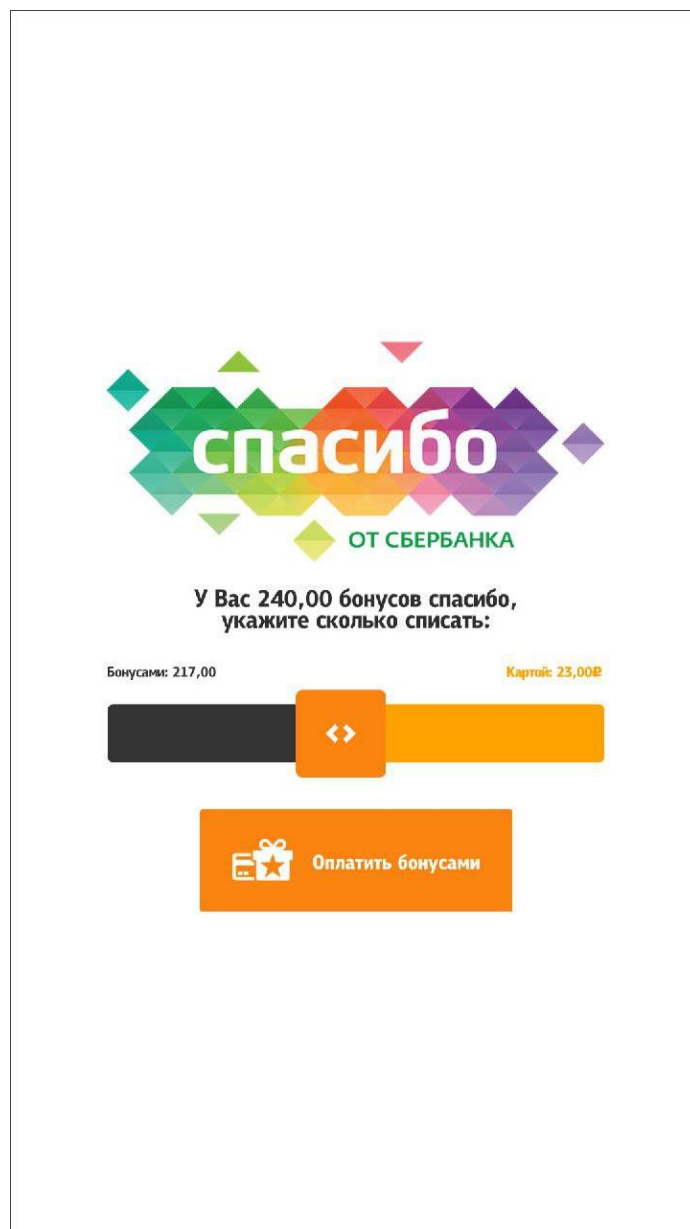 спасибо
ОТ СБЕРБАНКА
У Вас 240,00 бонусов спасибо,
укажите сколько списать:
Бонусами: 217,00 Картой: 23,00₽
Оплатить бонусами